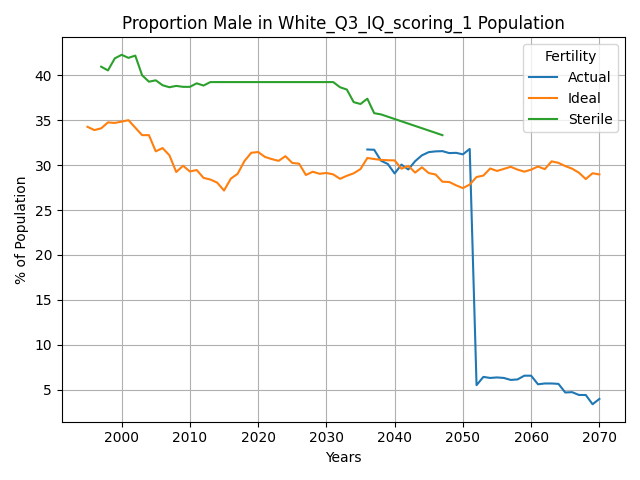 Proportion Male in White_Q3_IQ_scoring_1 Population
Fertility
Actual
Ideal
Sterile
% of Population
40
35
30
25
20
15
10
5
2000 2010 2020 2030 2040 2050 2060 2070
Years